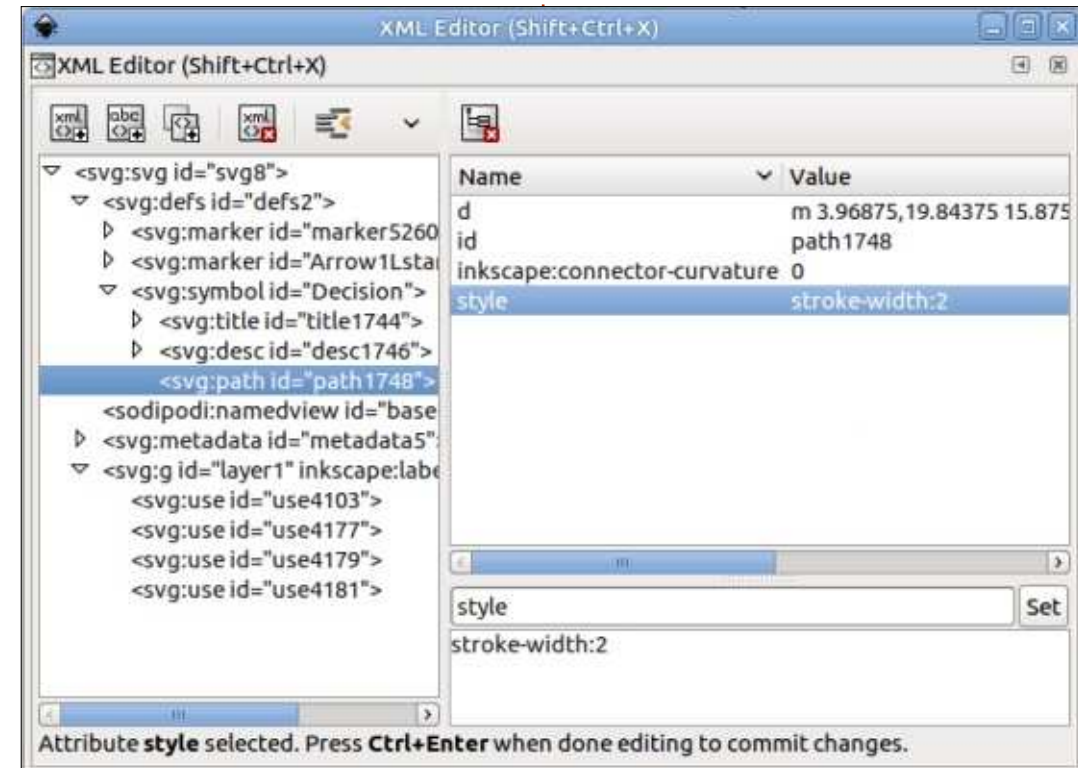 XML Editor (Shift+Ctrl+X)
XML Editor (Shift+Ctrl+X)
<svg:svg id="svg8">
<svg:defs id="defs2">
<svg:marker id="marker5260
<svg:marker id="Arrow1Lstar
<svg:symbol id="Decision">
<svg:title id="title1744">
<svg:desc id="desc1746">
<svg:path id="path1748">
<sodipodi:namedview id="base
<svg:metadata id="metadata5">
<svg:g id="layer1" inkscape:labe
<svg:use id="use4103">
<svg:use id="use4177">
<svg:use id="use4179">
<svg:use id="use4181">
Name Value
d m 3.96875,19.84375 15.875
id path1748
inkscape:connector-curvature 0
style stroke-width:2
style Set
stroke-width:2
Attribute style selected. Press Ctrl+Enter when done editing to commit changes.